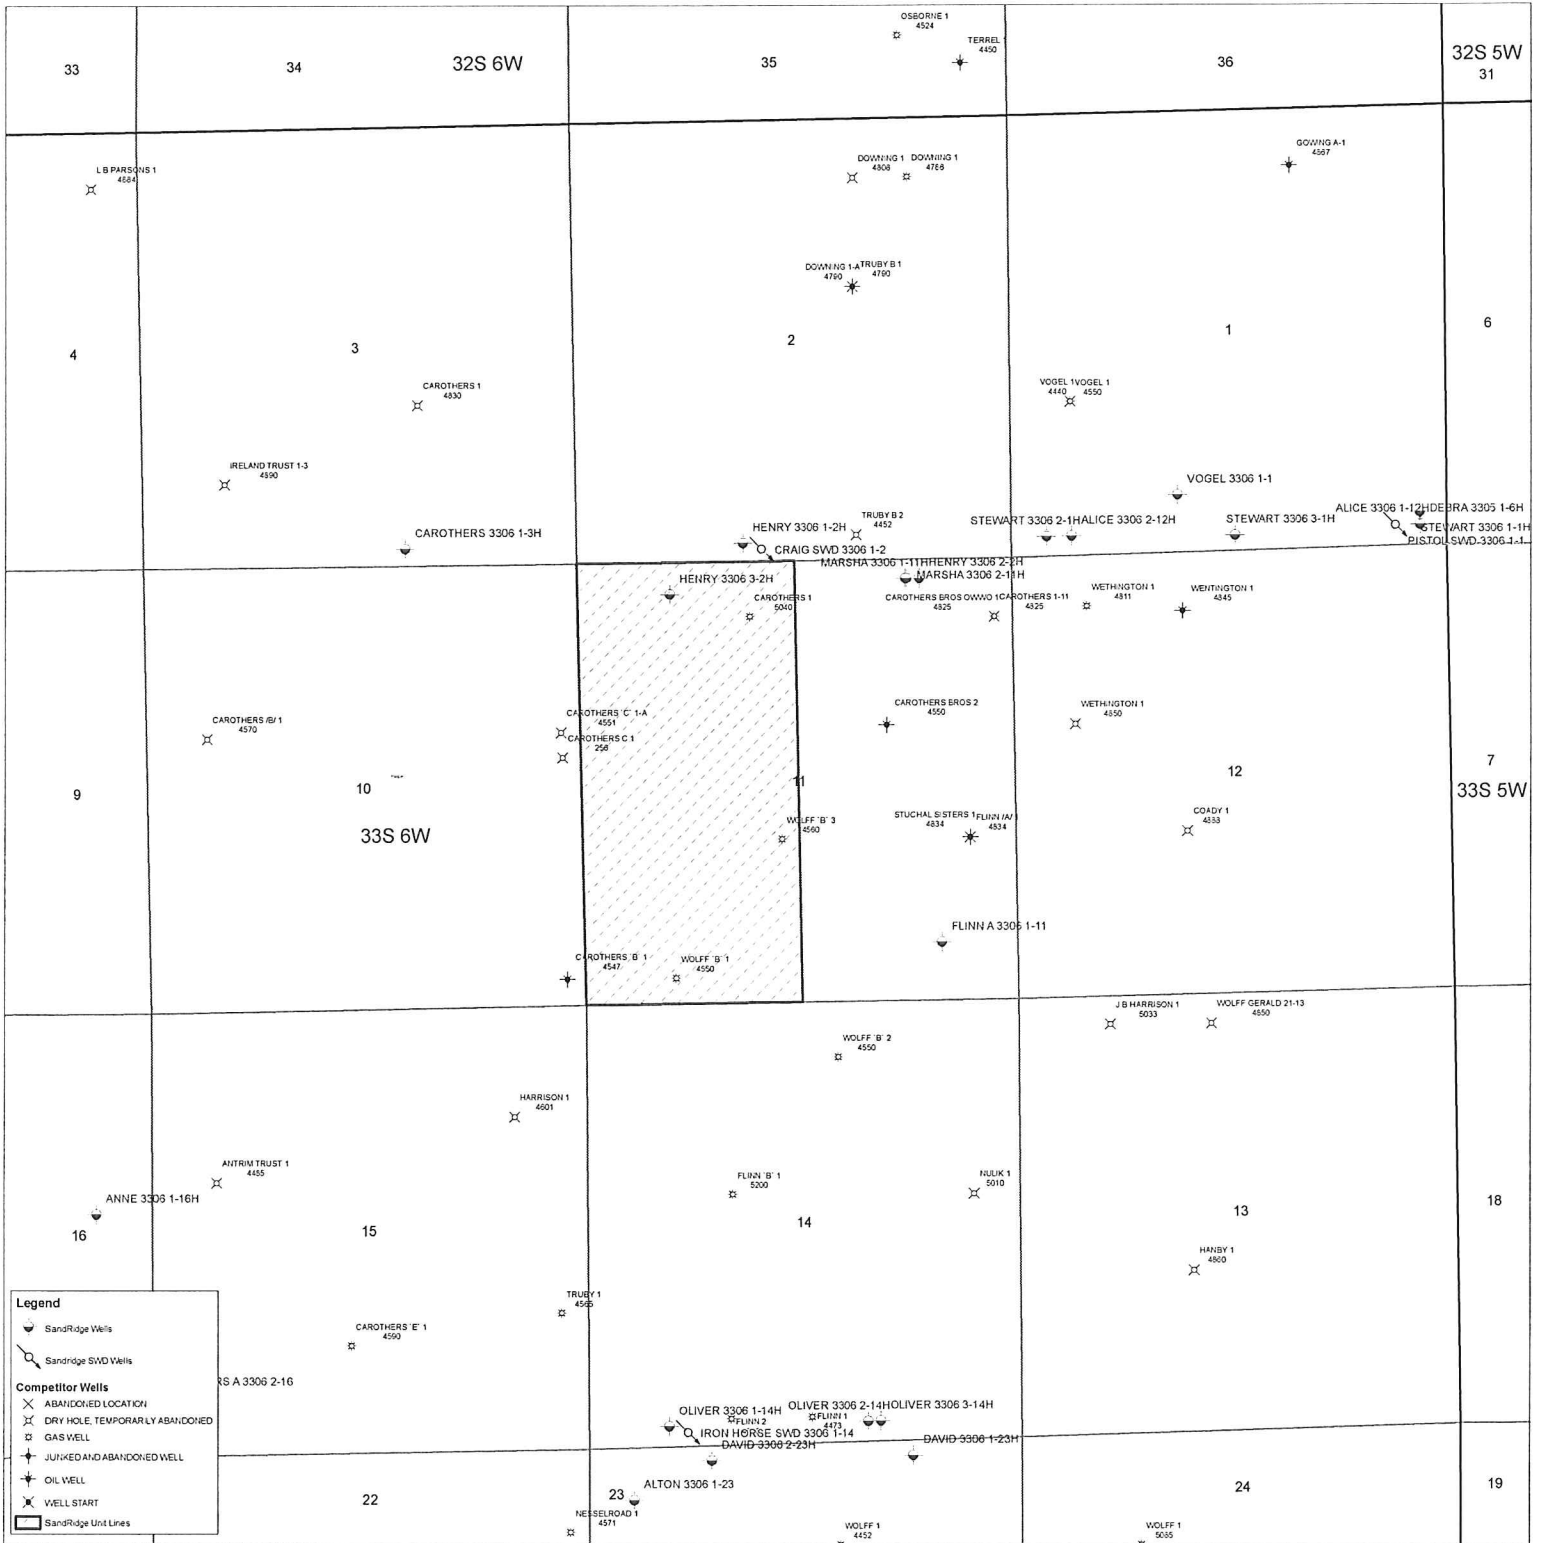 OSBORNE 1
4524
TERREL
4450
33
34
32S 6W
35
36
32S 5W
31
L B PARSONS 1
4684
DOWNING 1
4808
DOWNING 1
4786
GOWING A-1
4567
DOWNING 1-A
4790
TRUBY B 1
4790
4
3
2
1
6
CAROTHERS 1
4830
VOGEL 1
4440
VOGEL 1
4550
IRELAND TRUST 1-3
4590
VOGEL 3306 1-1
CAROTHERS 3306 1-3H
HENRY 3306 1-2H
TRUBY B 2
4452
STEWART 3306 2-1H
ALICE 3306 2-12H
STEWART 3306 3-1H
ALICE 3306 1-12H
DEBRA 3305 1-6H
STEWART 3306 1-1H
PISTOL SWD 3306 1-1
CRAIG SWD 3306 1-2
MARSHA 3306 1-11H
HENRY 3306 2-2H
MARSHA 3306 2-11H
HENRY 3306 3-2H
CAROTHERS 1
5040
CAROTHERS BROS OWWO 1
4825
CAROTHERS 1-11
4825
WETHINGTON 1
4811
WENTINGTON 1
4845
CAROTHERS /B/ 1
4570
CAROTHERS 'C' 1-A
4551
CAROTHERS C 1
256
CAROTHERS BROS 2
4550
WETHINGTON 1
4850
9
10
11
12
7
33S 5W
33S 6W
WOLFF 'B' 3
4560
STUCHAL SISTERS 1
4834
FLINN /A/ 1
4834
COADY 1
4888
FLINN A 3306 1-11
CAROTHERS 'B' 1
4547
WOLFF 'B' 1
4550
J B HARRISON 1
5033
WOLFF GERALD 21-13
4650
WOLFF 'B' 2
4550
HARRISON 1
4601
ANTRIM TRUST 1
4455
FLINN 'B' 1
5200
NULIK 1
5010
ANNE 3306 1-16H
16
15
14
13
18
HANBY 1
4860
TRUBY 1
4565
CAROTHERS 'E' 1
4590
RS A 3306 2-16
OLIVER 3306 1-14H
FLINN 2
FLINN 1
4473
OLIVER 3306 2-14H
OLIVER 3306 3-14H
IRON HORSE SWD 3306 1-14
DAVID 3306 2-23H
DAVID 3306 1-23H
ALTON 3306 1-23
22
23
24
19
NESSELROAD 1
4571
WOLFF 1
4452
WOLFF 1
5085
Legend
SandRidge Wells
Sandridge SWD Wells
Competitor Wells
ABANDONED LOCATION
DRY HOLE, TEMPORARILY ABANDONED
GAS WELL
JUNKED AND ABANDONED WELL
OIL WELL
WELL START
SandRidge Unit Lines